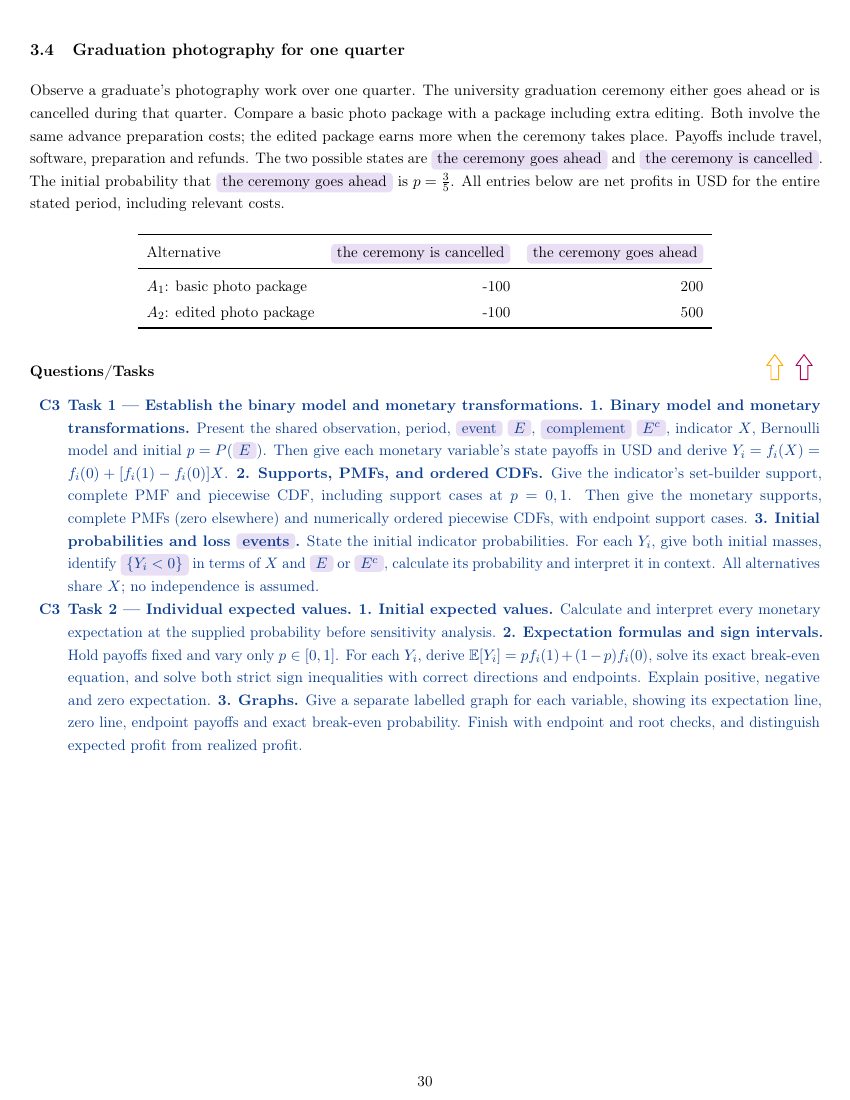 3.4 Graduation photography for one quarter
Observe a graduate's photography work over one quarter. The university graduation ceremony either goes ahead or is
cancelled during that quarter. Compare a basic photo package with a package including extra editing. Both involve the
same advance preparation costs; the edited package earns more when the ceremony takes place. Payoffs include travel,
software, preparation and refunds. The two possible states are the ceremony goes ahead and the ceremony is cancelled.
The initial probability that the ceremony goes ahead is p = 3/5. All entries below are net profits in USD for the entire
stated period, including relevant costs.
Alternative the ceremony is cancelled the ceremony goes ahead
A₁: basic photo package -100 200
A₂: edited photo package -100 500
Questions/Tasks
C3 Task 1 — Establish the binary model and monetary transformations. 1. Binary model and monetary
transformations. Present the shared observation, period, event E, complement Eᶜ, indicator X, Bernoulli
model and initial p = P(E). Then give each monetary variable's state payoffs in USD and derive Yᵢ = fᵢ(X) =
fᵢ(0) + [fᵢ(1) − fᵢ(0)]X. 2. Supports, PMFs, and ordered CDFs. Give the indicator's set-builder support,
complete PMF and piecewise CDF, including support cases at p = 0, 1. Then give the monetary supports,
complete PMFs (zero elsewhere) and numerically ordered piecewise CDFs, with endpoint support cases. 3. Initial
probabilities and loss events. State the initial indicator probabilities. For each Yᵢ, give both initial masses,
identify {Yᵢ < 0} in terms of X and E or Eᶜ, calculate its probability and interpret it in context. All alternatives
share X; no independence is assumed.
C3 Task 2 — Individual expected values. 1. Initial expected values. Calculate and interpret every monetary
expectation at the supplied probability before sensitivity analysis. 2. Expectation formulas and sign intervals.
Hold payoffs fixed and vary only p ∈ [0, 1]. For each Yᵢ, derive 𝔼[Yᵢ] = pfᵢ(1)+(1−p)fᵢ(0), solve its exact break-even
equation, and solve both strict sign inequalities with correct directions and endpoints. Explain positive, negative
and zero expectation. 3. Graphs. Give a separate labelled graph for each variable, showing its expectation line,
zero line, endpoint payoffs and exact break-even probability. Finish with endpoint and root checks, and distinguish
expected profit from realized profit.
30